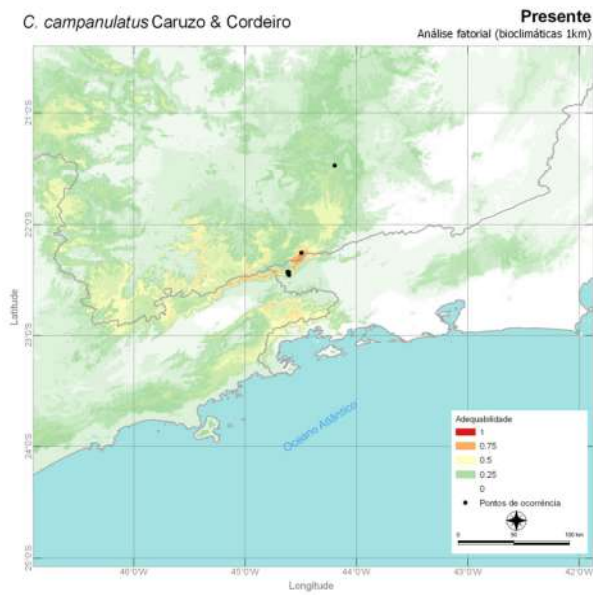 C. campanulatus Caruzo & Cordeiro
Presente
Análise fatorial (bioclimáticas 1km)
21°0'S
22°0'S
23°0'S
24°0'S
25°0'S
Latitude
Oceano Atlântico
Adequabilidade
1
0.75
0.5
0.25
0
Pontos de ocorrência
0 50 100 km
46°0'W 45°0'W 44°0'W 43°0'W 42°0'W
Longitude